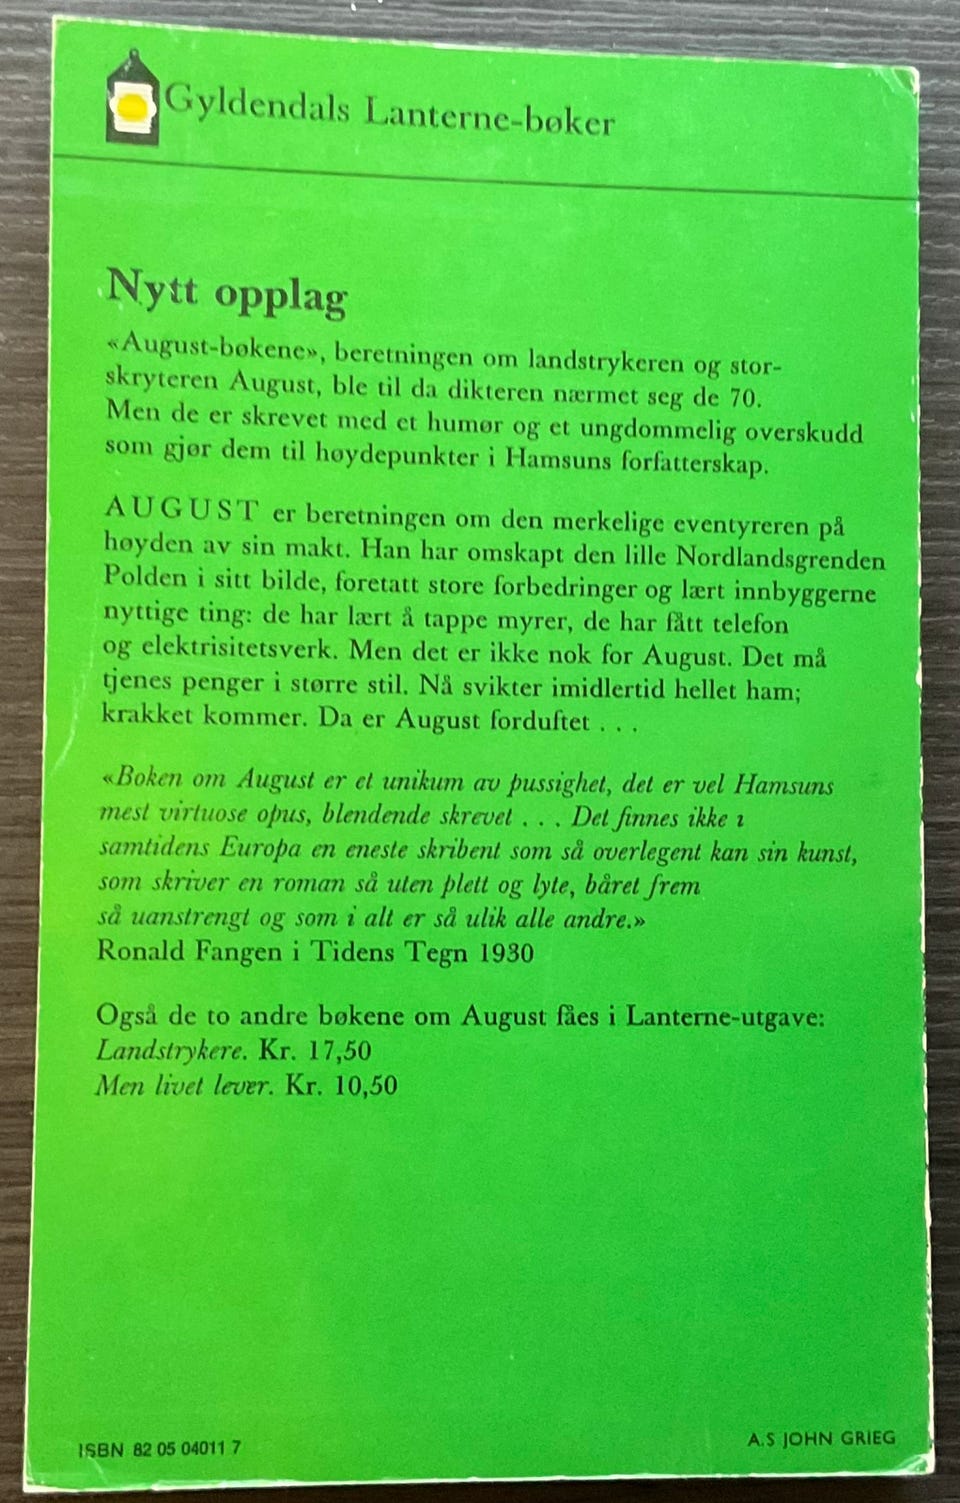 Gyldendals Lanterne-bøker
Nytt opplag
«August-bøkene», beretningen om landstrykeren og stor-
skryteren August, ble til da dikteren nærmet seg de 70.
Men de er skrevet med et humør og et ungdommelig overskudd
som gjør dem til høydepunkter i Hamsuns forfatterskap.
AUGUST er beretningen om den merkelige eventyreren på
høyden av sin makt. Han har omskapt den lille Nordlandsgrenden
Polden i sitt bilde, foretatt store forbedringer og lært innbyggerne
nyttige ting: de har lært å tappe myrer, de har fått telefon
og elektrisitetsverk. Men det er ikke nok for August. Det må
tjenes penger i større stil. Nå svikter imidlertid hellet ham;
krakket kommer. Da er August forduftet . . .
«Boken om August er et unikum av pussighet, det er vel Hamsuns
mest virtuose opus, blendende skrevet . . . Det finnes ikke i
samtidens Europa en eneste skribent som så overlegent kan sin kunst,
som skriver en roman så uten plett og lyte, båret frem
så uanstrengt og som i alt er så ulik alle andre.»
Ronald Fangen i Tidens Tegn 1930
Også de to andre bøkene om August fåes i Lanterne-utgave:
Landstrykere. Kr. 17,50
Men livet lever. Kr. 10,50
ISBN 82 05 04011 7
A.S JOHN GRIEG